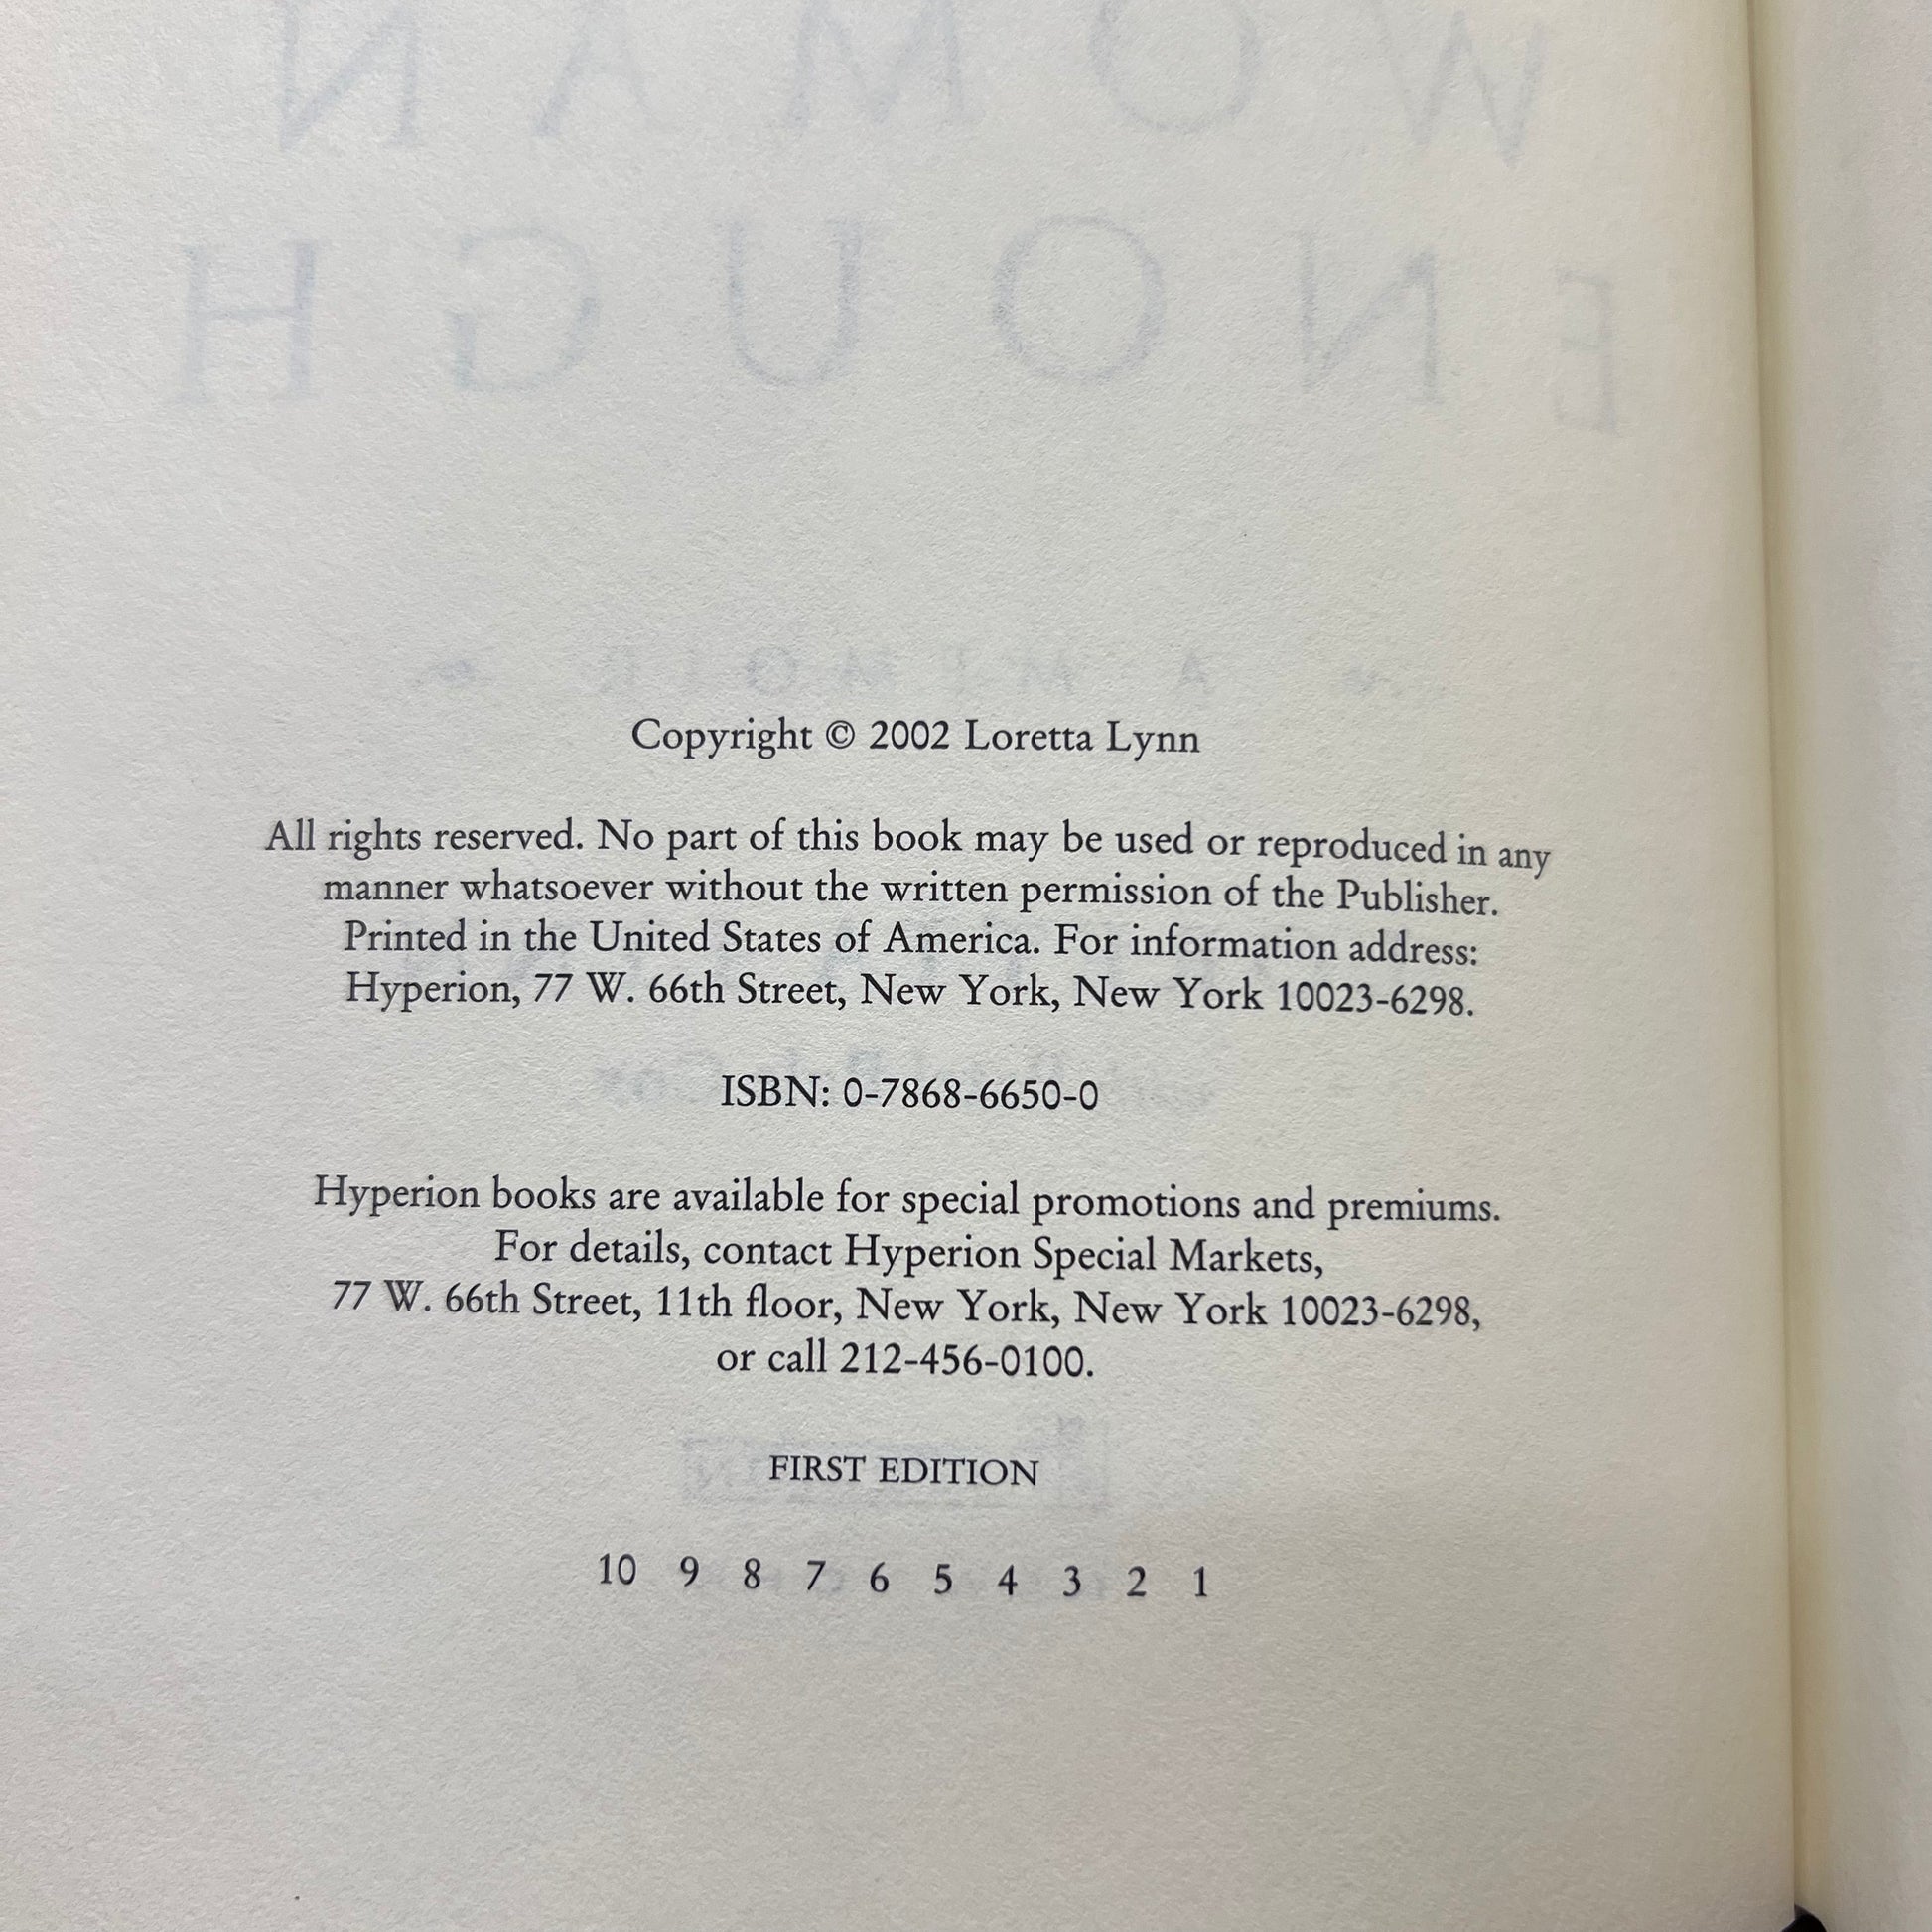 WOMAN
ENOUGH
A MEMOIR
Copyright © 2002 Loretta Lynn
All rights reserved. No part of this book may be used or reproduced in any
manner whatsoever without the written permission of the Publisher.
Printed in the United States of America. For information address:
Hyperion, 77 W. 66th Street, New York, New York 10023-6298.
ISBN: 0-7868-6650-0
Hyperion books are available for special promotions and premiums.
For details, contact Hyperion Special Markets,
77 W. 66th Street, 11th floor, New York, New York 10023-6298,
or call 212-456-0100.
FIRST EDITION
10 9 8 7 6 5 4 3 2 1